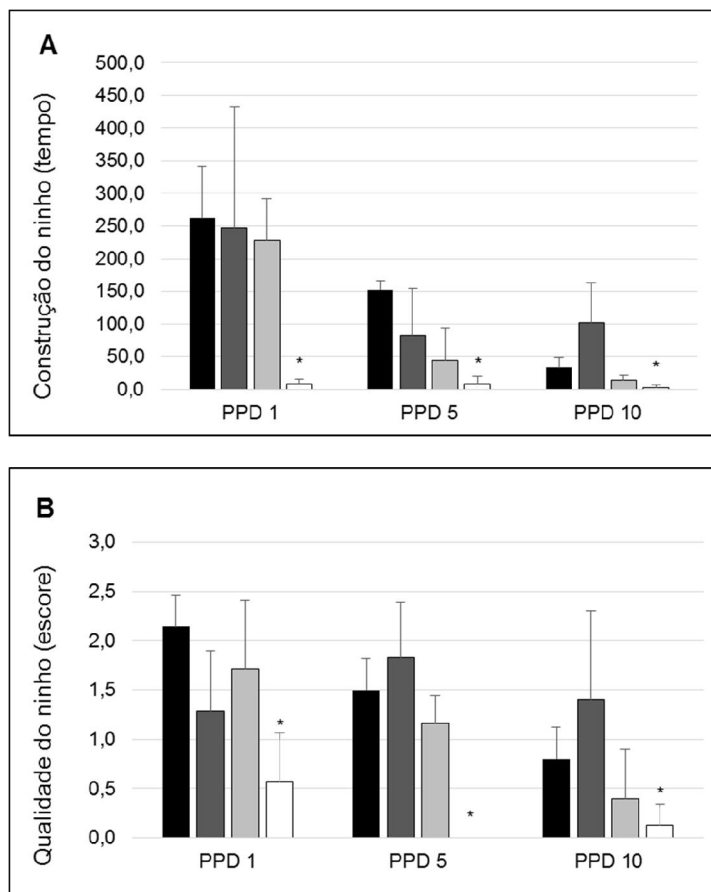 A
Construção do ninho (tempo)
500,0
450,0
400,0
350,0
300,0
250,0
200,0
150,0
100,0
50,0
0,0
*
*
*
PPD 1
PPD 5
PPD 10
B
Qualidade do ninho (escore)
3,0
2,5
2,0
1,5
1,0
0,5
0,0
*
*
*
PPD 1
PPD 5
PPD 10